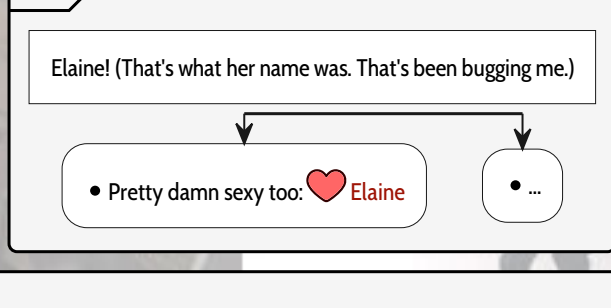 Elaine! (That's what her name was. That's been bugging me.)
• Pretty damn sexy too: ❤ Elaine
• ...